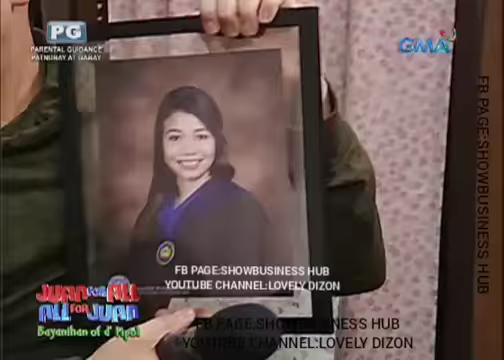 PG
PARENTAL GUIDANCE
PATNUBAY AT GABAY
GMA
FB PAGE:SHOWBUSINESS HUB
FB PAGE:SHOWBUSINESS HUB
YOUTUBE CHANNEL:LOVELY DIZON
JUAN FOR ALL
ALL FOR JUAN
Bayanihan of d' Pipol
FB PAGE:SHOWBUSINESS HUB
YOUTUBE CHANNEL:LOVELY DIZON